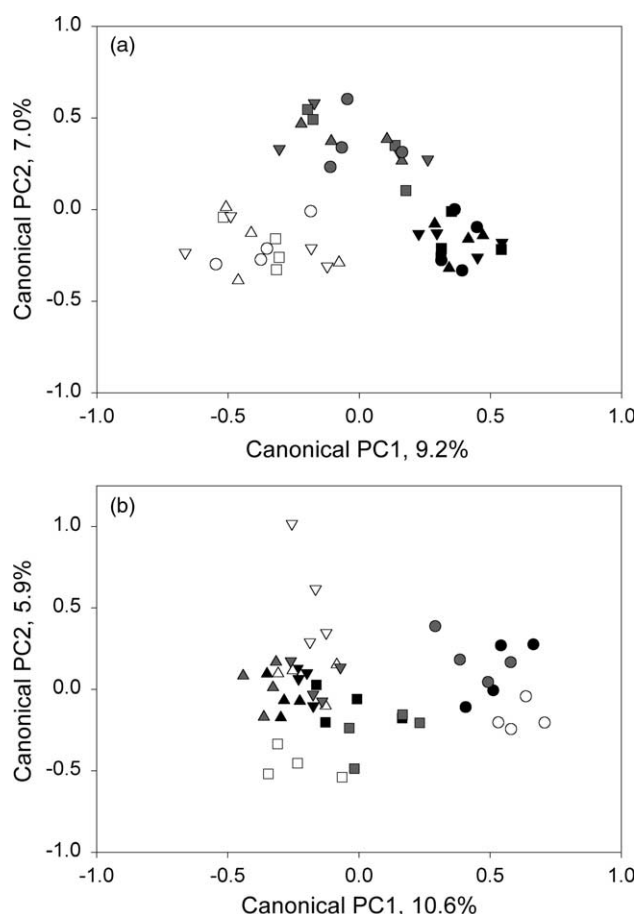 (a)
1.0
0.5
0.0
-0.5
-1.0
Canonical PC2, 7.0%
-1.0 -0.5 0.0 0.5 1.0
Canonical PC1, 9.2%
(b)
1.0
0.5
0.0
-0.5
-1.0
Canonical PC2, 5.9%
-1.0 -0.5 0.0 0.5 1.0
Canonical PC1, 10.6%